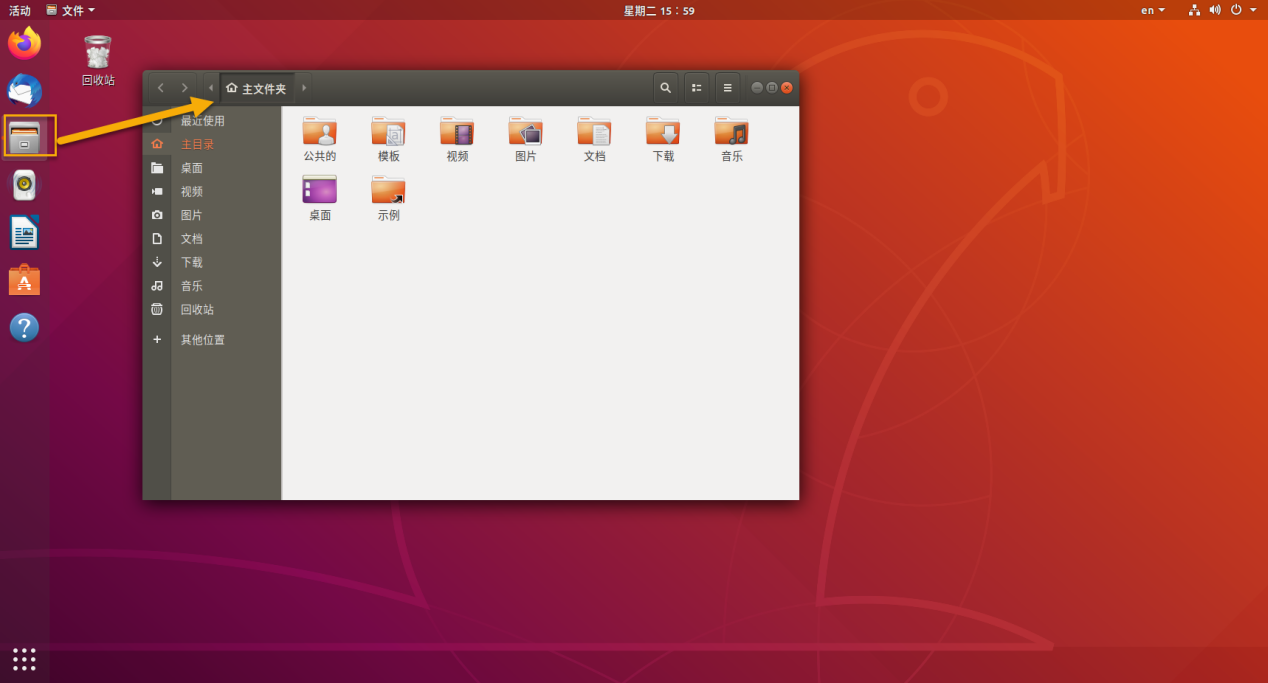 活动 文件 星期二 15：59 en
回收站
主文件夹
最近使用
主目录
桌面
视频
图片
文档
下载
音乐
回收站
其他位置
公共的 模板 视频 图片 文档 下载 音乐
桌面 示例